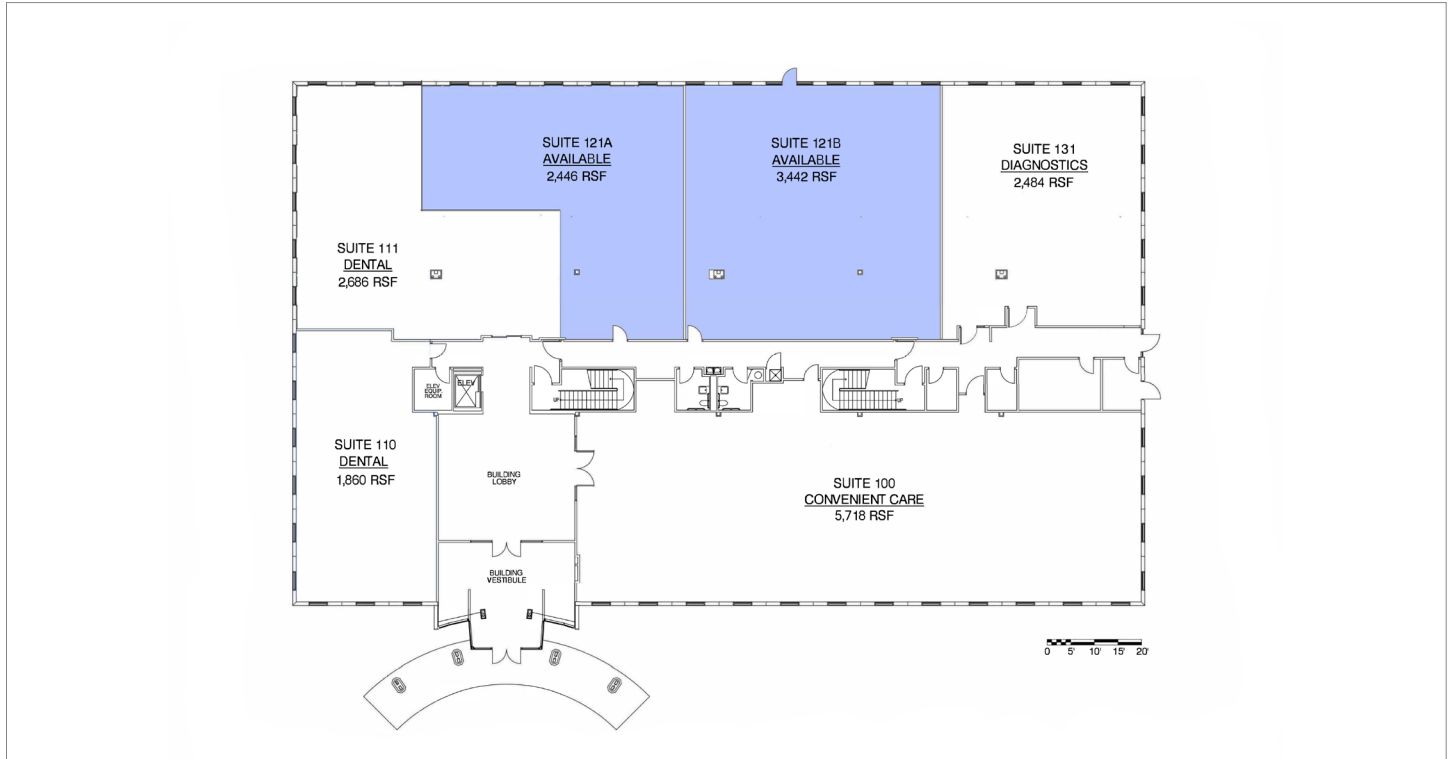 SUITE 121A
AVAILABLE
2,446 RSF
SUITE 121B
AVAILABLE
3,442 RSF
SUITE 131
DIAGNOSTICS
2,484 RSF
SUITE 111
DENTAL
2,686 RSF
ELEV
EQUIP
ROOM
ELEV
UP
UP
SUITE 110
DENTAL
1,860 RSF
BUILDING
LOBBY
SUITE 100
CONVENIENT CARE
5,718 RSF
BUILDING
VESTIBULE
0 5' 10' 15' 20'